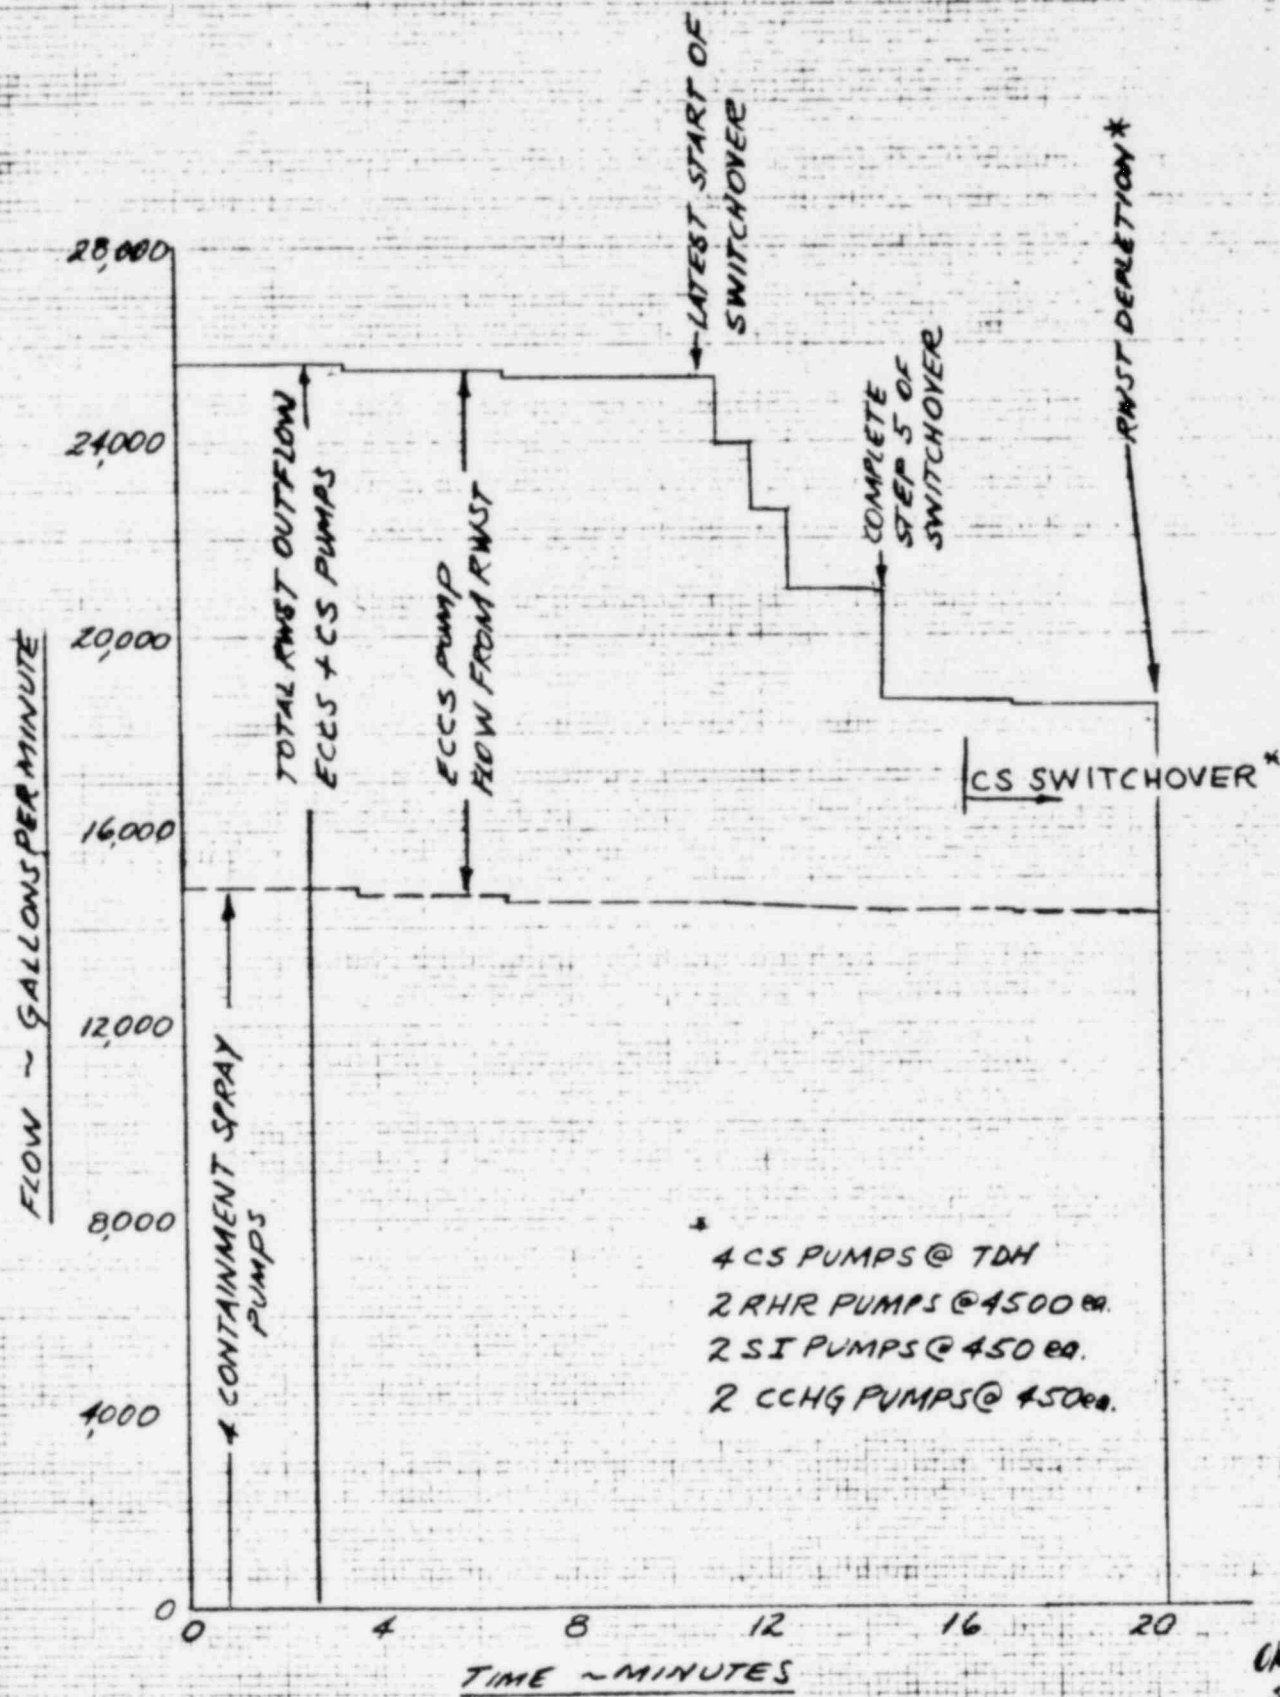 LATEST START OF
SWITCHOVER
RWST DEPLETION*
COMPLETE
STEP 5 OF
SWITCHOVER
TOTAL RWST OUTFLOW
ECCS + CS PUMPS
ECCS PUMP
FLOW FROM RWST
CS SWITCHOVER*
4 CONTAINMENT SPRAY
PUMPS
FLOW ~ GALLONS PER MINUTE
28,000
24,000
20,000
16,000
12,000
8,000
4,000
0
*
4 CS PUMPS @ TDH
2 RHR PUMPS @ 4500 ea.
2 SI PUMPS @ 450 ea.
2 CCHG PUMPS @ 450 ea.
0 4 8 12 16 20
TIME ~ MINUTES